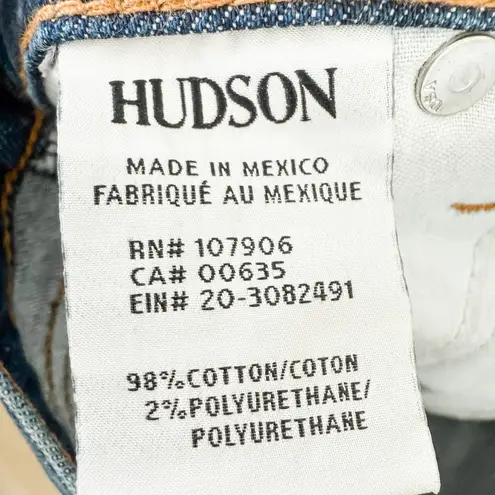 HUDSON
MADE IN MEXICO
FABRIQUÉ AU MEXIQUE
RN# 107906
CA# 00635
EIN# 20-3082491
98%COTTON/COTON
2%POLYURETHANE/
POLYURETHANE